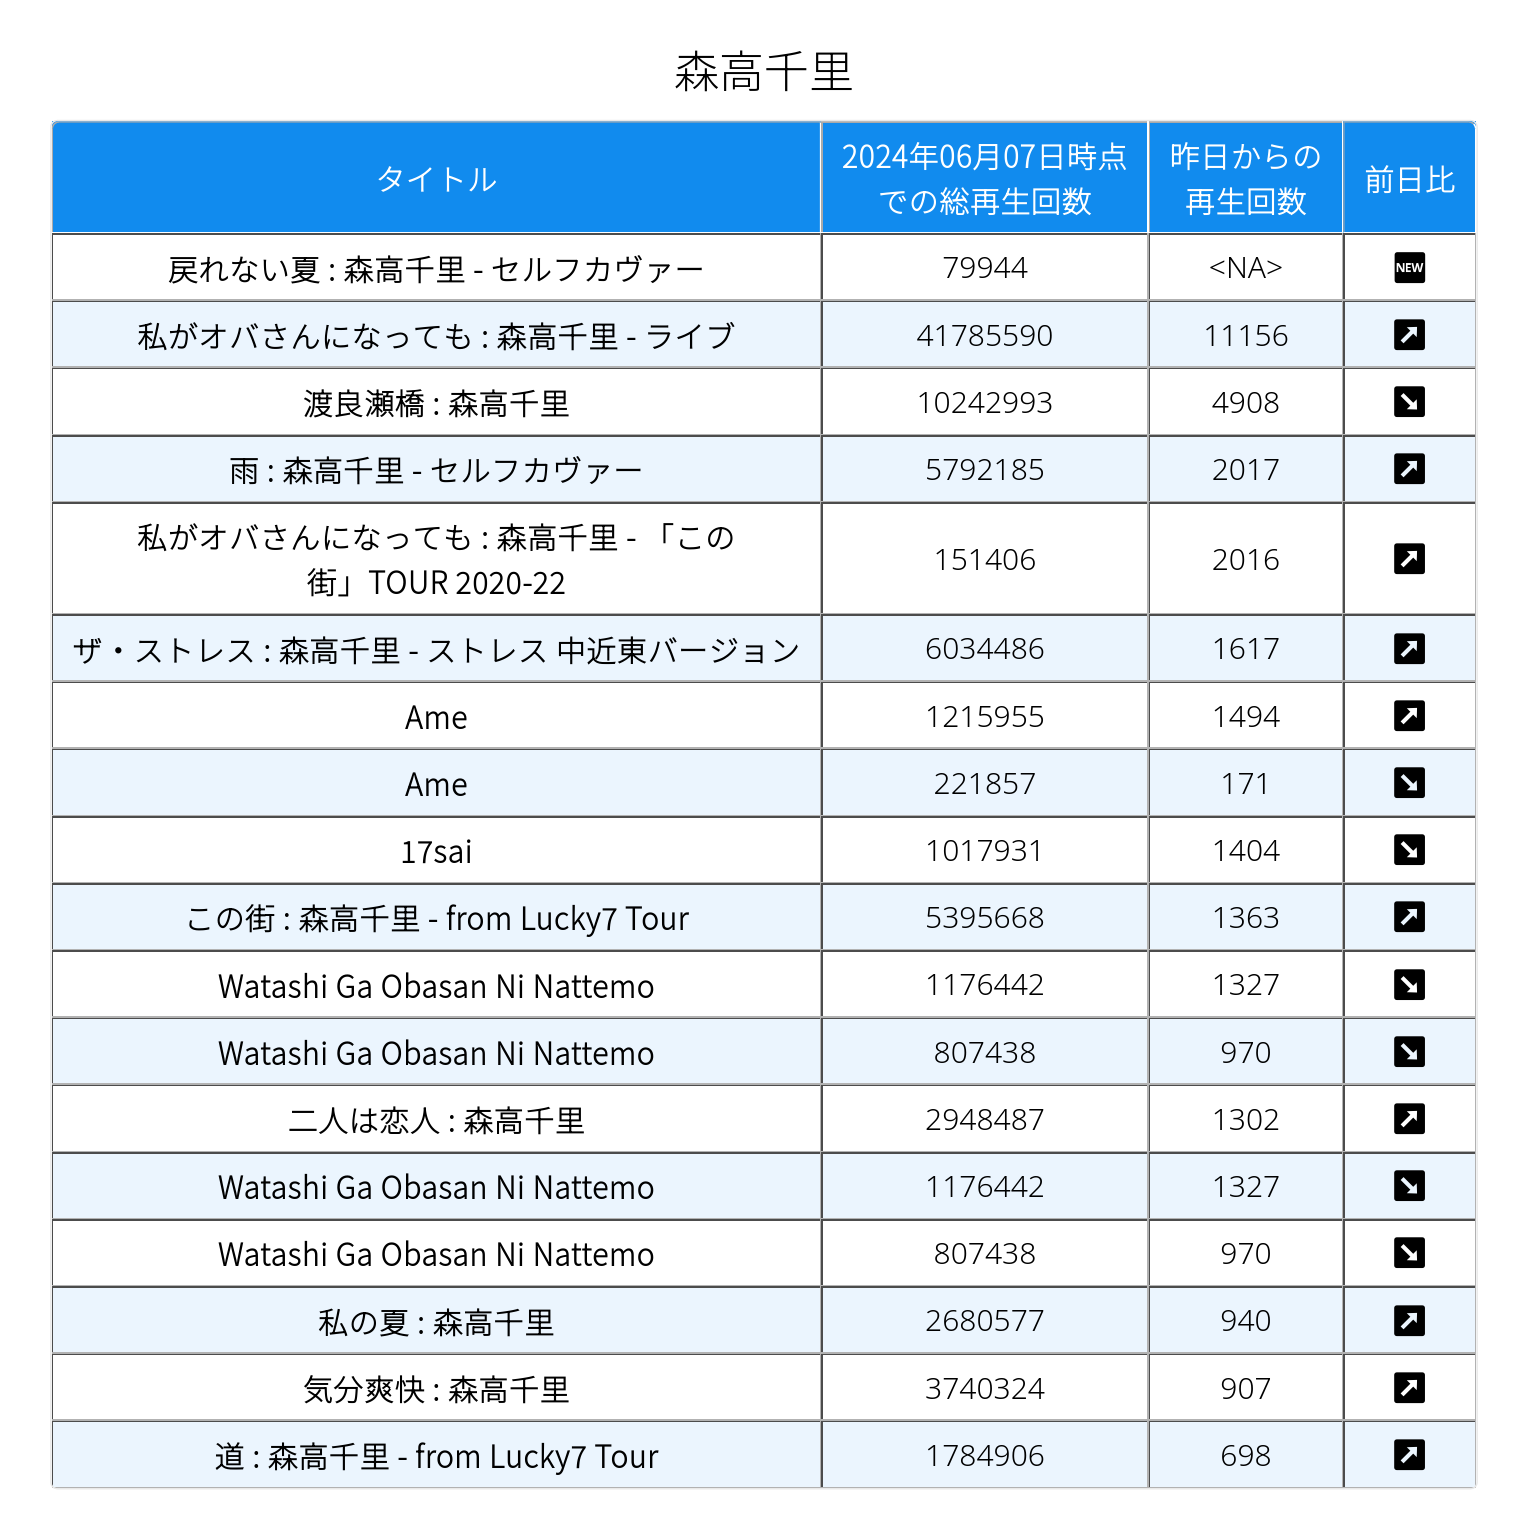 森高千里
タイトル
2024年06月07日時点
での総再生回数
昨日からの
再生回数
前日比
戻れない夏 : 森高千里 - セルフカヴァー 79944 <NA> NEW
私がオバさんになっても : 森高千里 - ライブ 41785590 11156
渡良瀬橋 : 森高千里 10242993 4908
雨 : 森高千里 - セルフカヴァー 5792185 2017
私がオバさんになっても : 森高千里 - 「この
街」TOUR 2020-22 151406 2016
ザ・ストレス : 森高千里 - ストレス 中近東バージョン 6034486 1617
Ame 1215955 1494
Ame 221857 171
17sai 1017931 1404
この街 : 森高千里 - from Lucky7 Tour 5395668 1363
Watashi Ga Obasan Ni Nattemo 1176442 1327
Watashi Ga Obasan Ni Nattemo 807438 970
二人は恋人 : 森高千里 2948487 1302
Watashi Ga Obasan Ni Nattemo 1176442 1327
Watashi Ga Obasan Ni Nattemo 807438 970
私の夏 : 森高千里 2680577 940
気分爽快 : 森高千里 3740324 907
道 : 森高千里 - from Lucky7 Tour 1784906 698